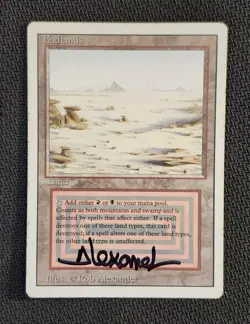 Badlands
Land
: Add either or to your mana pool.
Counts as both mountains and swamp and is
affected by spells that affect either. If a spell
destroys one of these land types, this card is
destroyed; if a spell alters one of these land types,
the other land type is unaffected.
Alexander
Illus. © Rob Alexander